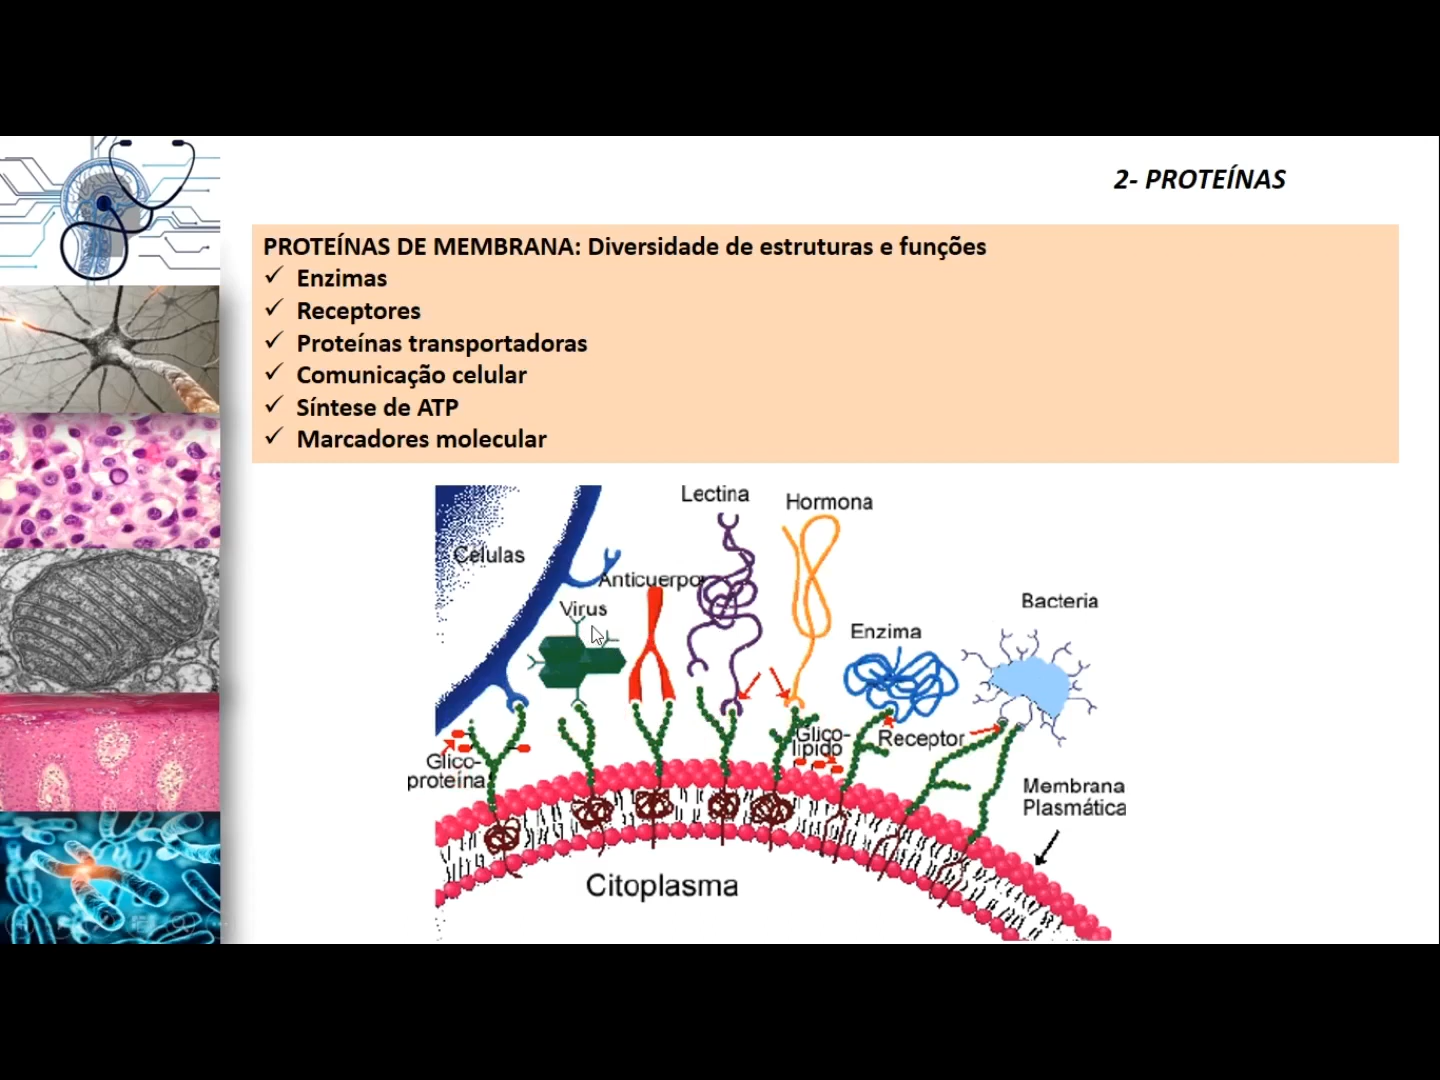 2- PROTEÍNAS
PROTEÍNAS DE MEMBRANA: Diversidade de estruturas e funções
✓ Enzimas
✓ Receptores
✓ Proteínas transportadoras
✓ Comunicação celular
✓ Síntese de ATP
✓ Marcadores molecular
Lectina
Hormona
Células
Anticuerpo
Virus
Bacteria
Enzima
Glico-
lípido
Receptor
Glico-
proteína
Membrana
Plasmática
Citoplasma